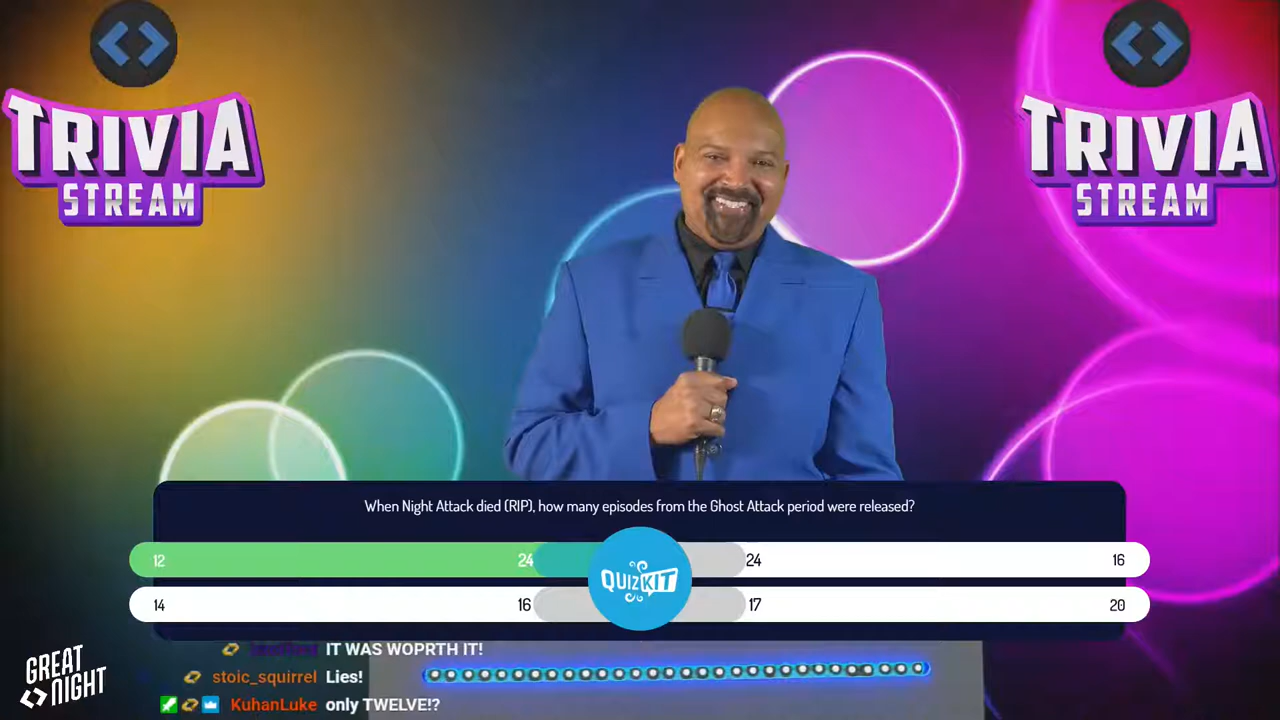 TRIVIA
STREAM
TRIVIA
STREAM
When Night Attack died (RIP), how many episodes from the Ghost Attack period were released?
12 24 24 16
QUIZKIT
14 16 17 20
IT WAS WOPRTH IT!
stoic_squirrel Lies!
KuhanLuke only TWELVE!?
GREAT
NIGHT